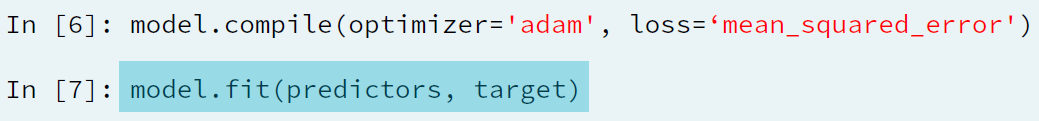 In [6]: model.compile(optimizer='adam', loss=‘mean_squared_error')
In [7]: model.fit(predictors, target)